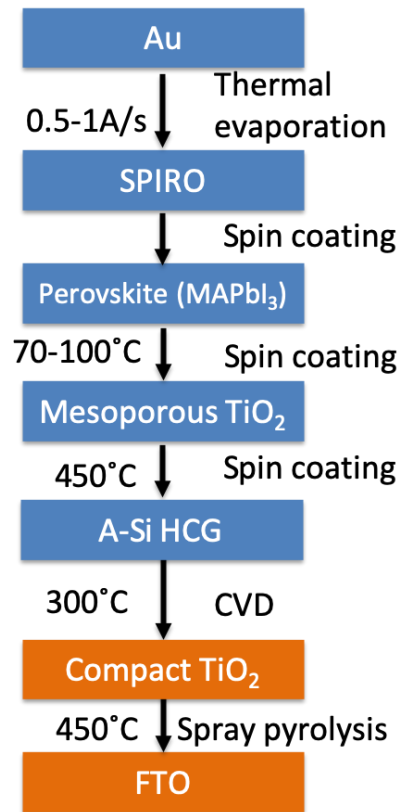 Au
0.5-1A/s
Thermal
evaporation
SPIRO
Spin coating
Perovskite (MAPbI₃)
70-100˚C
Spin coating
Mesoporous TiO₂
450˚C
Spin coating
A-Si HCG
300˚C
CVD
Compact TiO₂
450˚C
Spray pyrolysis
FTO